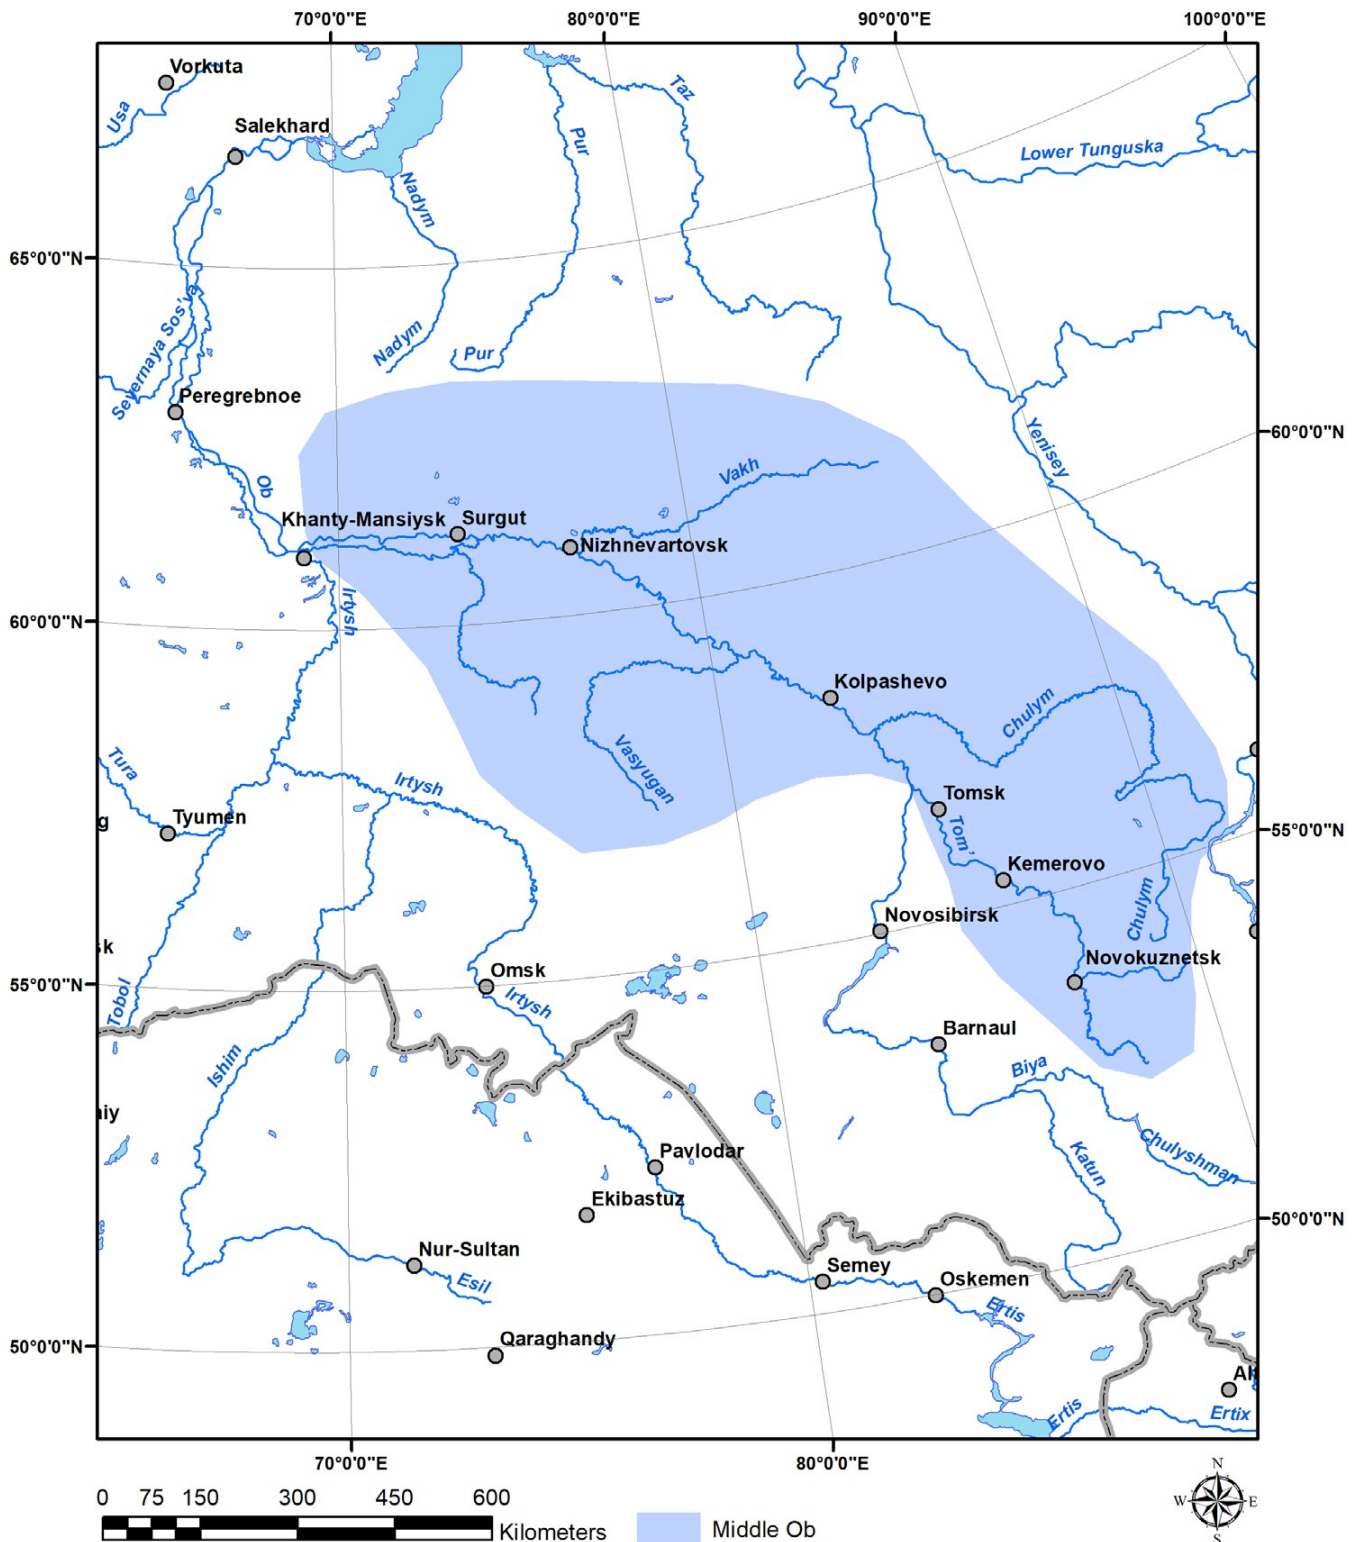 70°0'0"E
80°0'0"E
90°0'0"E
100°0'0"E
Vorkuta
Usa
Salekhard
Taz
Pur
Lower Tunguska
Nadym
65°0'0"N
Severnaya Sos'va
Nadym
Pur
Peregrebnoe
60°0'0"N
Yenisey
Ob
Vakh
Khanty-Mansiysk
Surgut
Nizhnevartovsk
Irtysh
60°0'0"N
Kolpashevo
Chulym
Vasyugan
Tura
Irtysh
Tomsk
g
Tyumen
Tom'
55°0'0"N
Kemerovo
Chulym
Novosibirsk
sk
Novokuznetsk
Omsk
55°0'0"N
Tobol
Irtysh
Barnaul
Ishim
Biya
iy
Chulyshman
Pavlodar
Katun
Ekibastuz
50°0'0"N
Nur-Sultan
Semey
Esil
Oskemen
Ertis
50°0'0"N
Qaraghandy
Al
Ertis
Ertix
70°0'0"E
80°0'0"E
0 75 150 300 450 600
Kilometers
Middle Ob
N
W
E
S